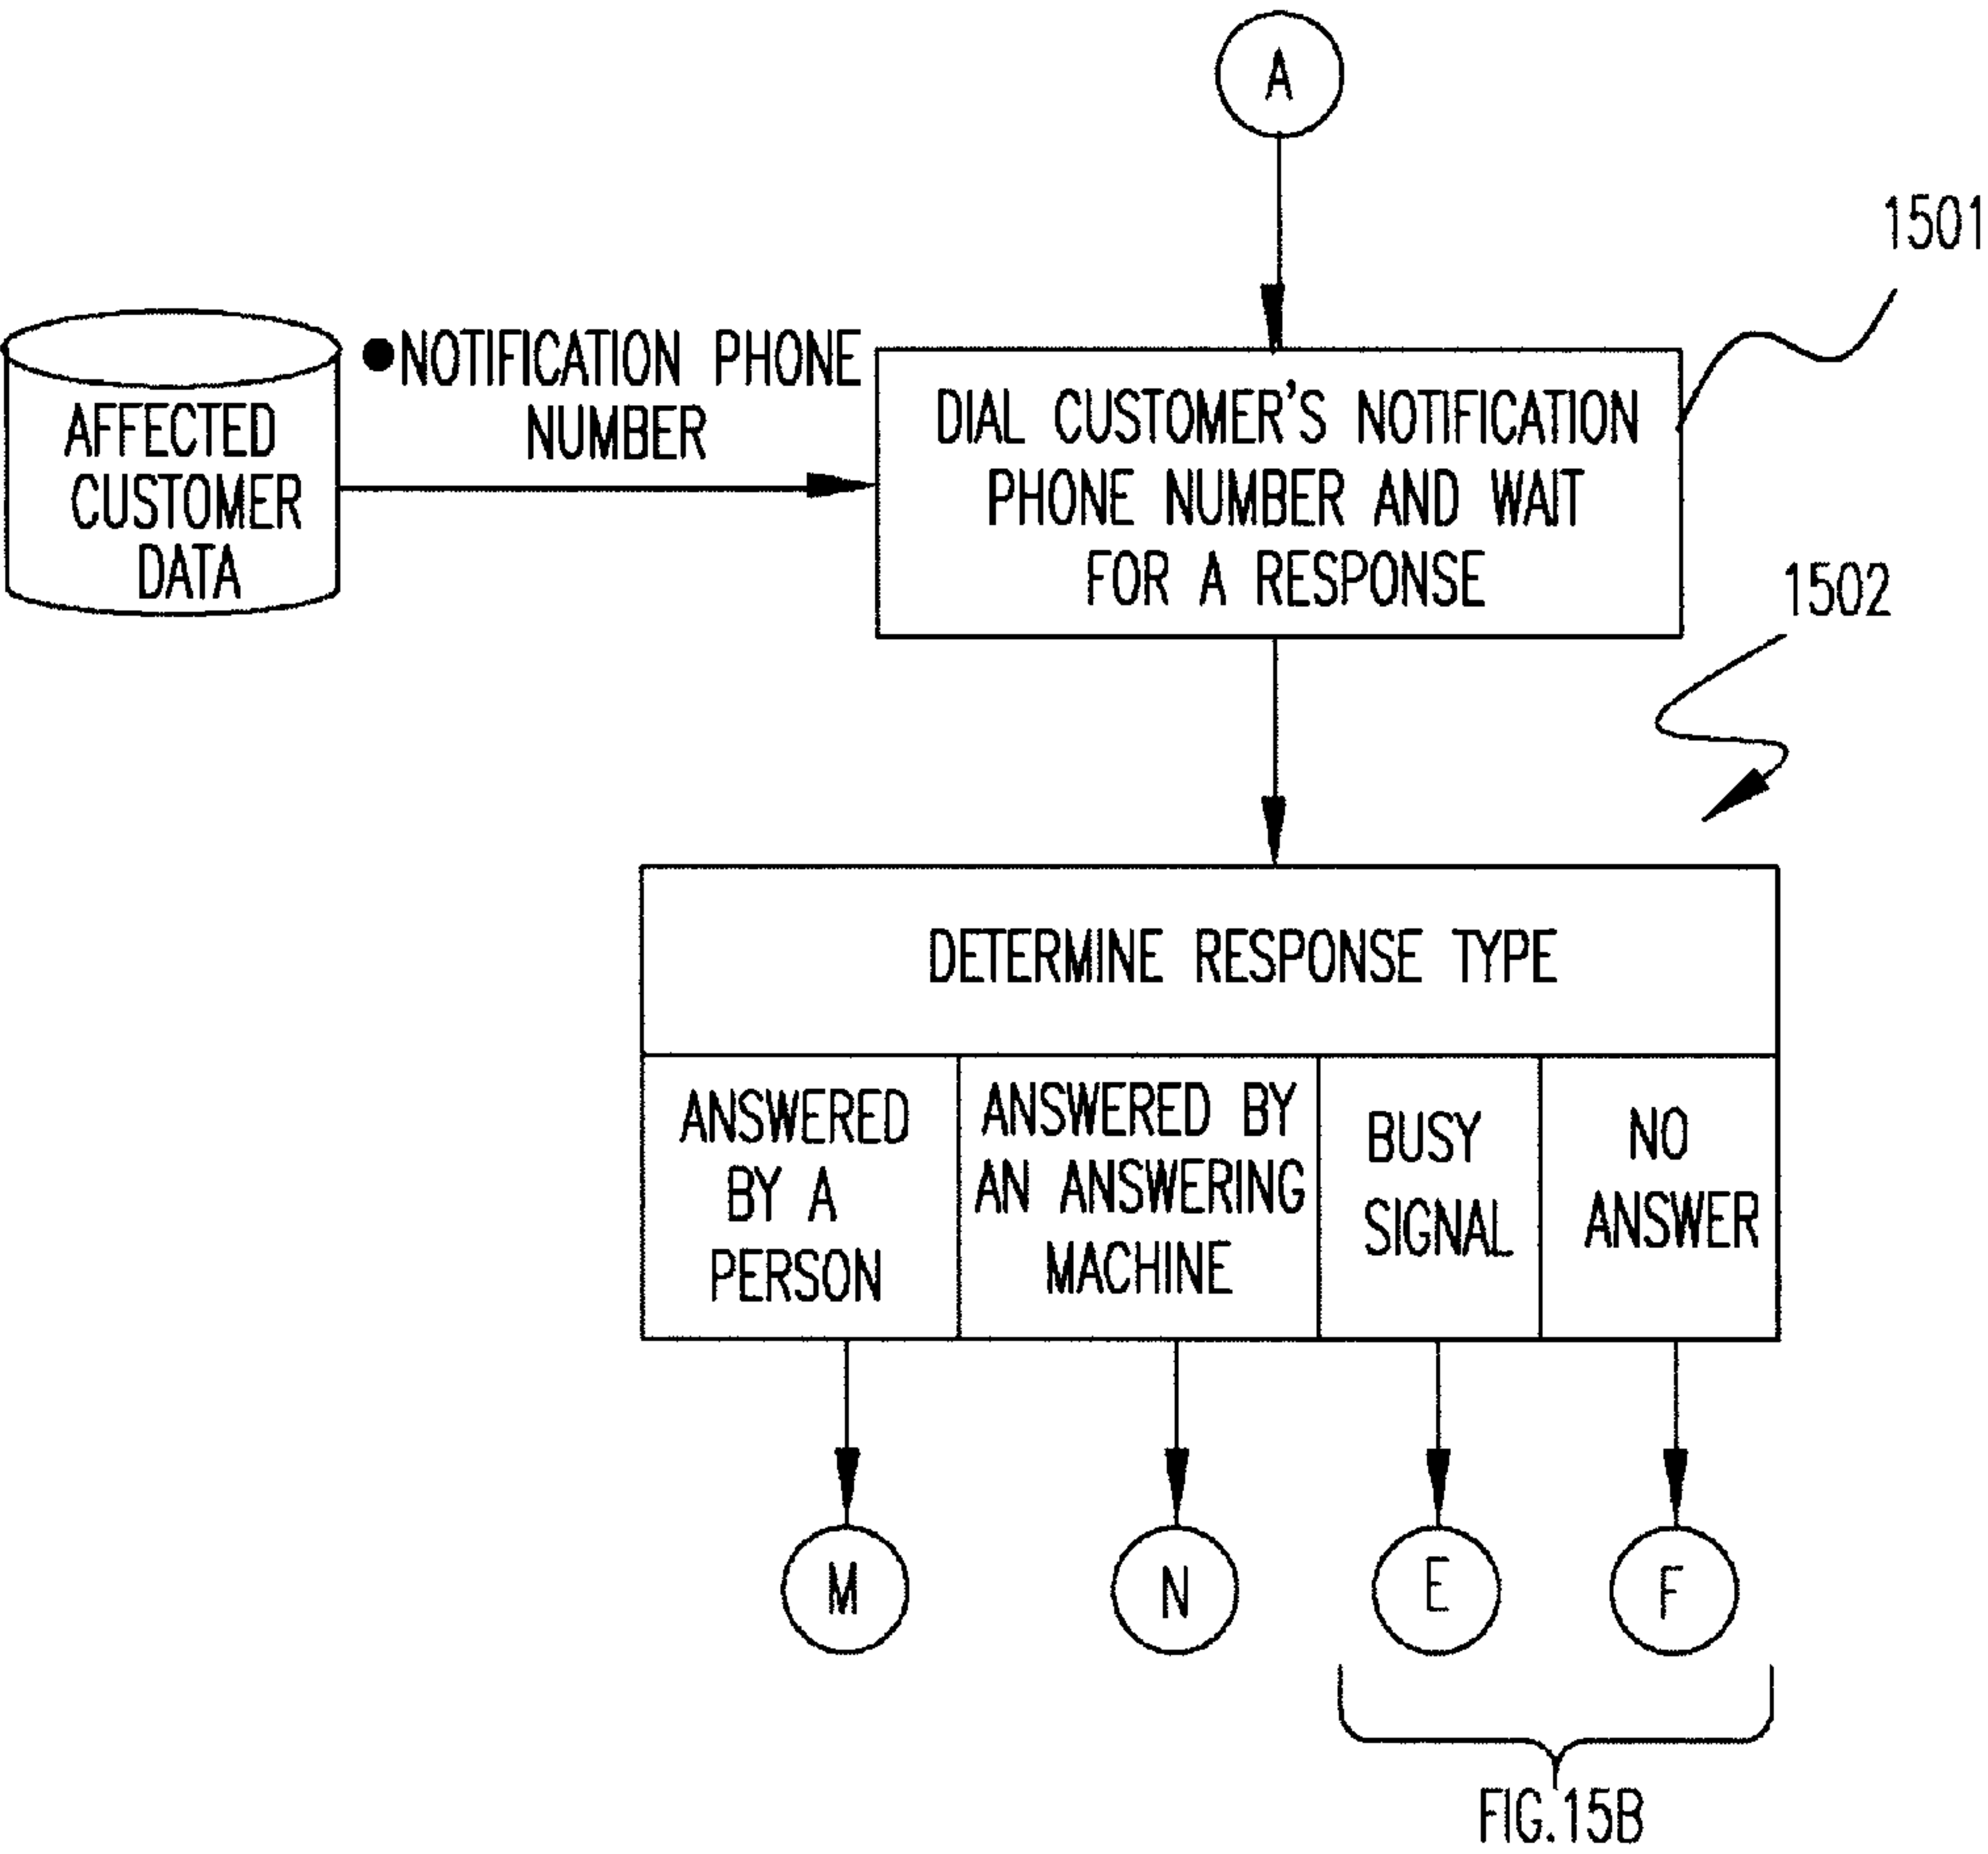 A
1501
●NOTIFICATION PHONE
NUMBER
AFFECTED
CUSTOMER
DATA
DIAL CUSTOMER'S NOTIFICATION
PHONE NUMBER AND WAIT
FOR A RESPONSE
1502
DETERMINE RESPONSE TYPE
ANSWERED
BY A
PERSON
ANSWERED BY
AN ANSWERING
MACHINE
BUSY
SIGNAL
NO
ANSWER
M
N
E
F
FIG.15B